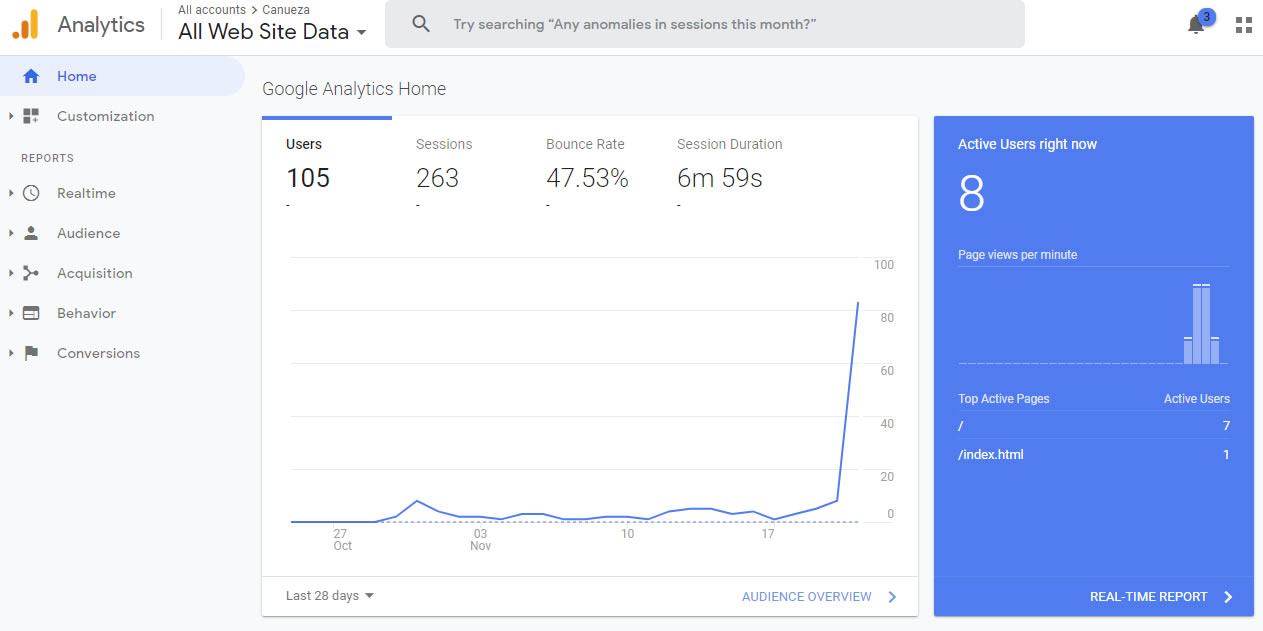 Analytics
All accounts > Canueza
All Web Site Data
Try searching “Any anomalies in sessions this month?”
3
Home
Customization
REPORTS
Realtime
Audience
Acquisition
Behavior
Conversions
Google Analytics Home
Users Sessions Bounce Rate Session Duration
105 263 47.53% 6m 59s
- - - -
100
80
60
40
20
0
27 03 10 17
Oct Nov
Last 28 days
AUDIENCE OVERVIEW
Active Users right now
8
Page views per minute
Top Active Pages Active Users
/ 7
/index.html 1
REAL-TIME REPORT